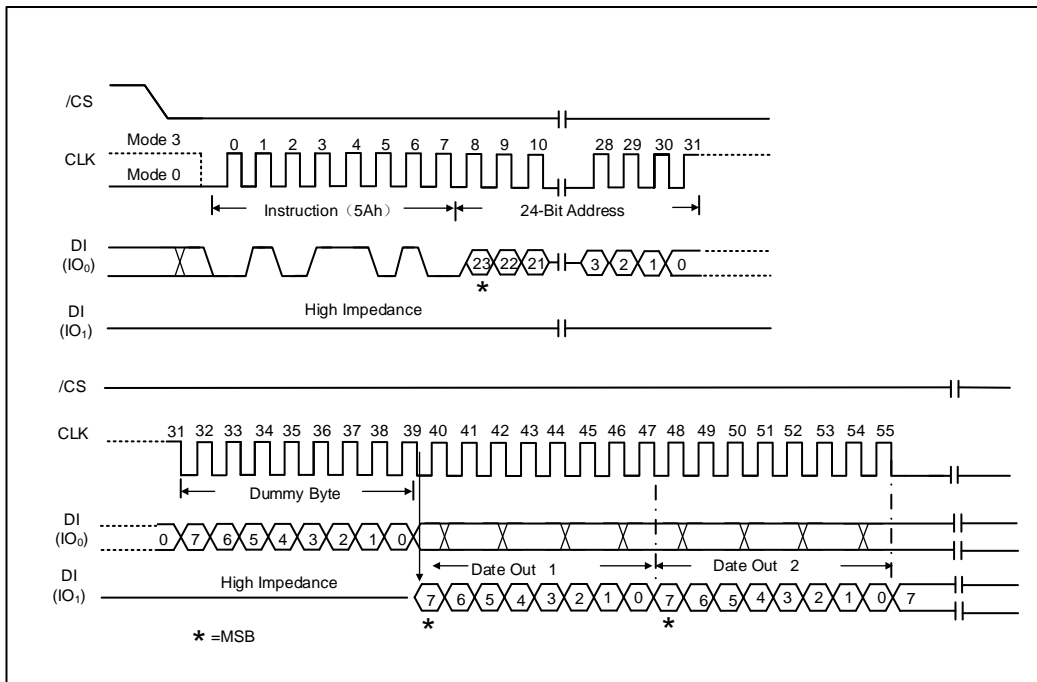 /CS
Mode 3
CLK
Mode 0
0 1 2 3 4 5 6 7 8 9 10 28 29 30 31
Instruction（5Ah）
24-Bit Address
DI
(IO₀)
23 22 21 3 2 1 0
*
High Impedance
DI
(IO₁)
/CS
CLK
31 32 33 34 35 36 37 38 39 40 41 42 43 44 45 46 47 48 49 50 51 52 53 54 55
Dummy Byte
DI
(IO₀)
0 7 6 5 4 3 2 1 0
Date Out 1
Date Out 2
DI
(IO₁)
High Impedance
7 6 5 4 3 2 1 0 7 6 5 4 3 2 1 0 7
* *
* =MSB